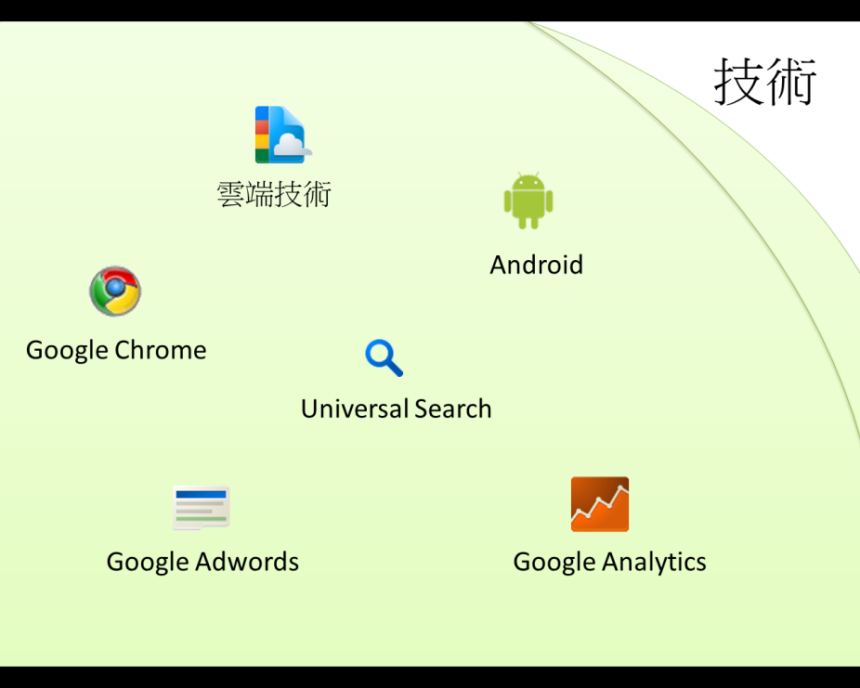 技術
雲端技術
Android
Google Chrome
Universal Search
Google Adwords
Google Analytics